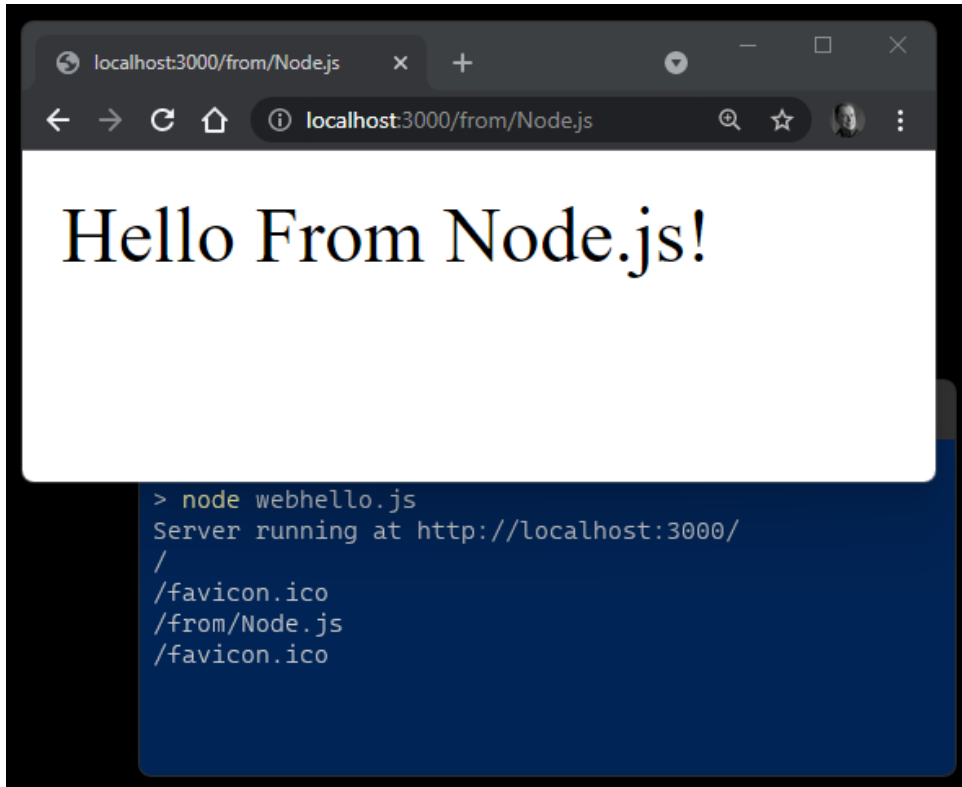 localhost:3000/from/Node.js
localhost:3000/from/Node.js
Hello From Node.js!
> node webhello.js
Server running at http://localhost:3000/
/
/favicon.ico
/from/Node.js
/favicon.ico